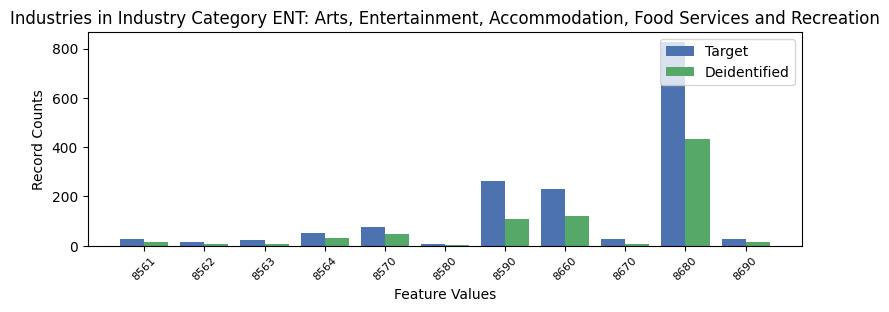 Industries in Industry Category ENT: Arts, Entertainment, Accommodation, Food Services and Recreation
Target
Deidentified
Record Counts
800
600
400
200
0
8561 8562 8563 8564 8570 8580 8590 8660 8670 8680 8690
Feature Values